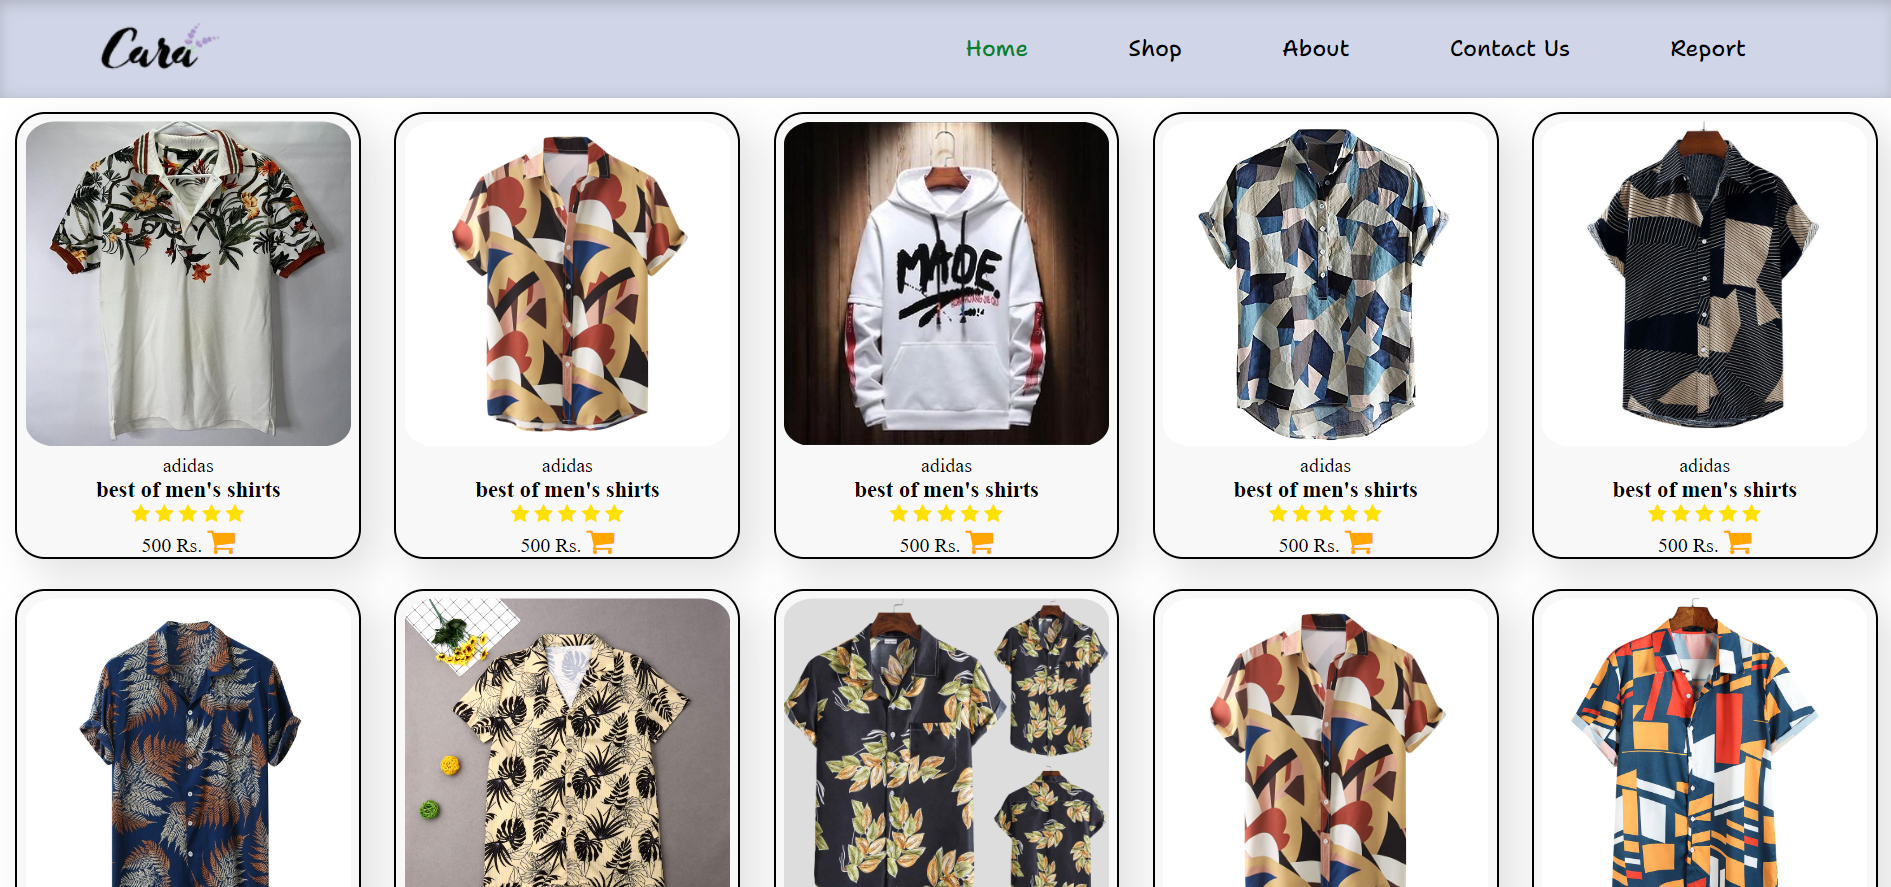 Cara
Home Shop About Contact Us Report
MADE.
adidas
best of men's shirts
500 Rs.
adidas
best of men's shirts
500 Rs.
adidas
best of men's shirts
500 Rs.
adidas
best of men's shirts
500 Rs.
adidas
best of men's shirts
500 Rs.